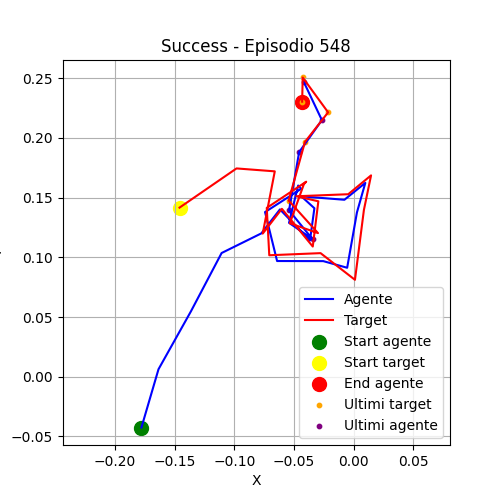 Success - Episodio 548
0.25
0.20
0.15
0.10
0.05
0.00
−0.05
−0.20
−0.15
−0.10
−0.05
0.00
0.05
X
Agente
Target
Start agente
Start target
End agente
Ultimi target
Ultimi agente